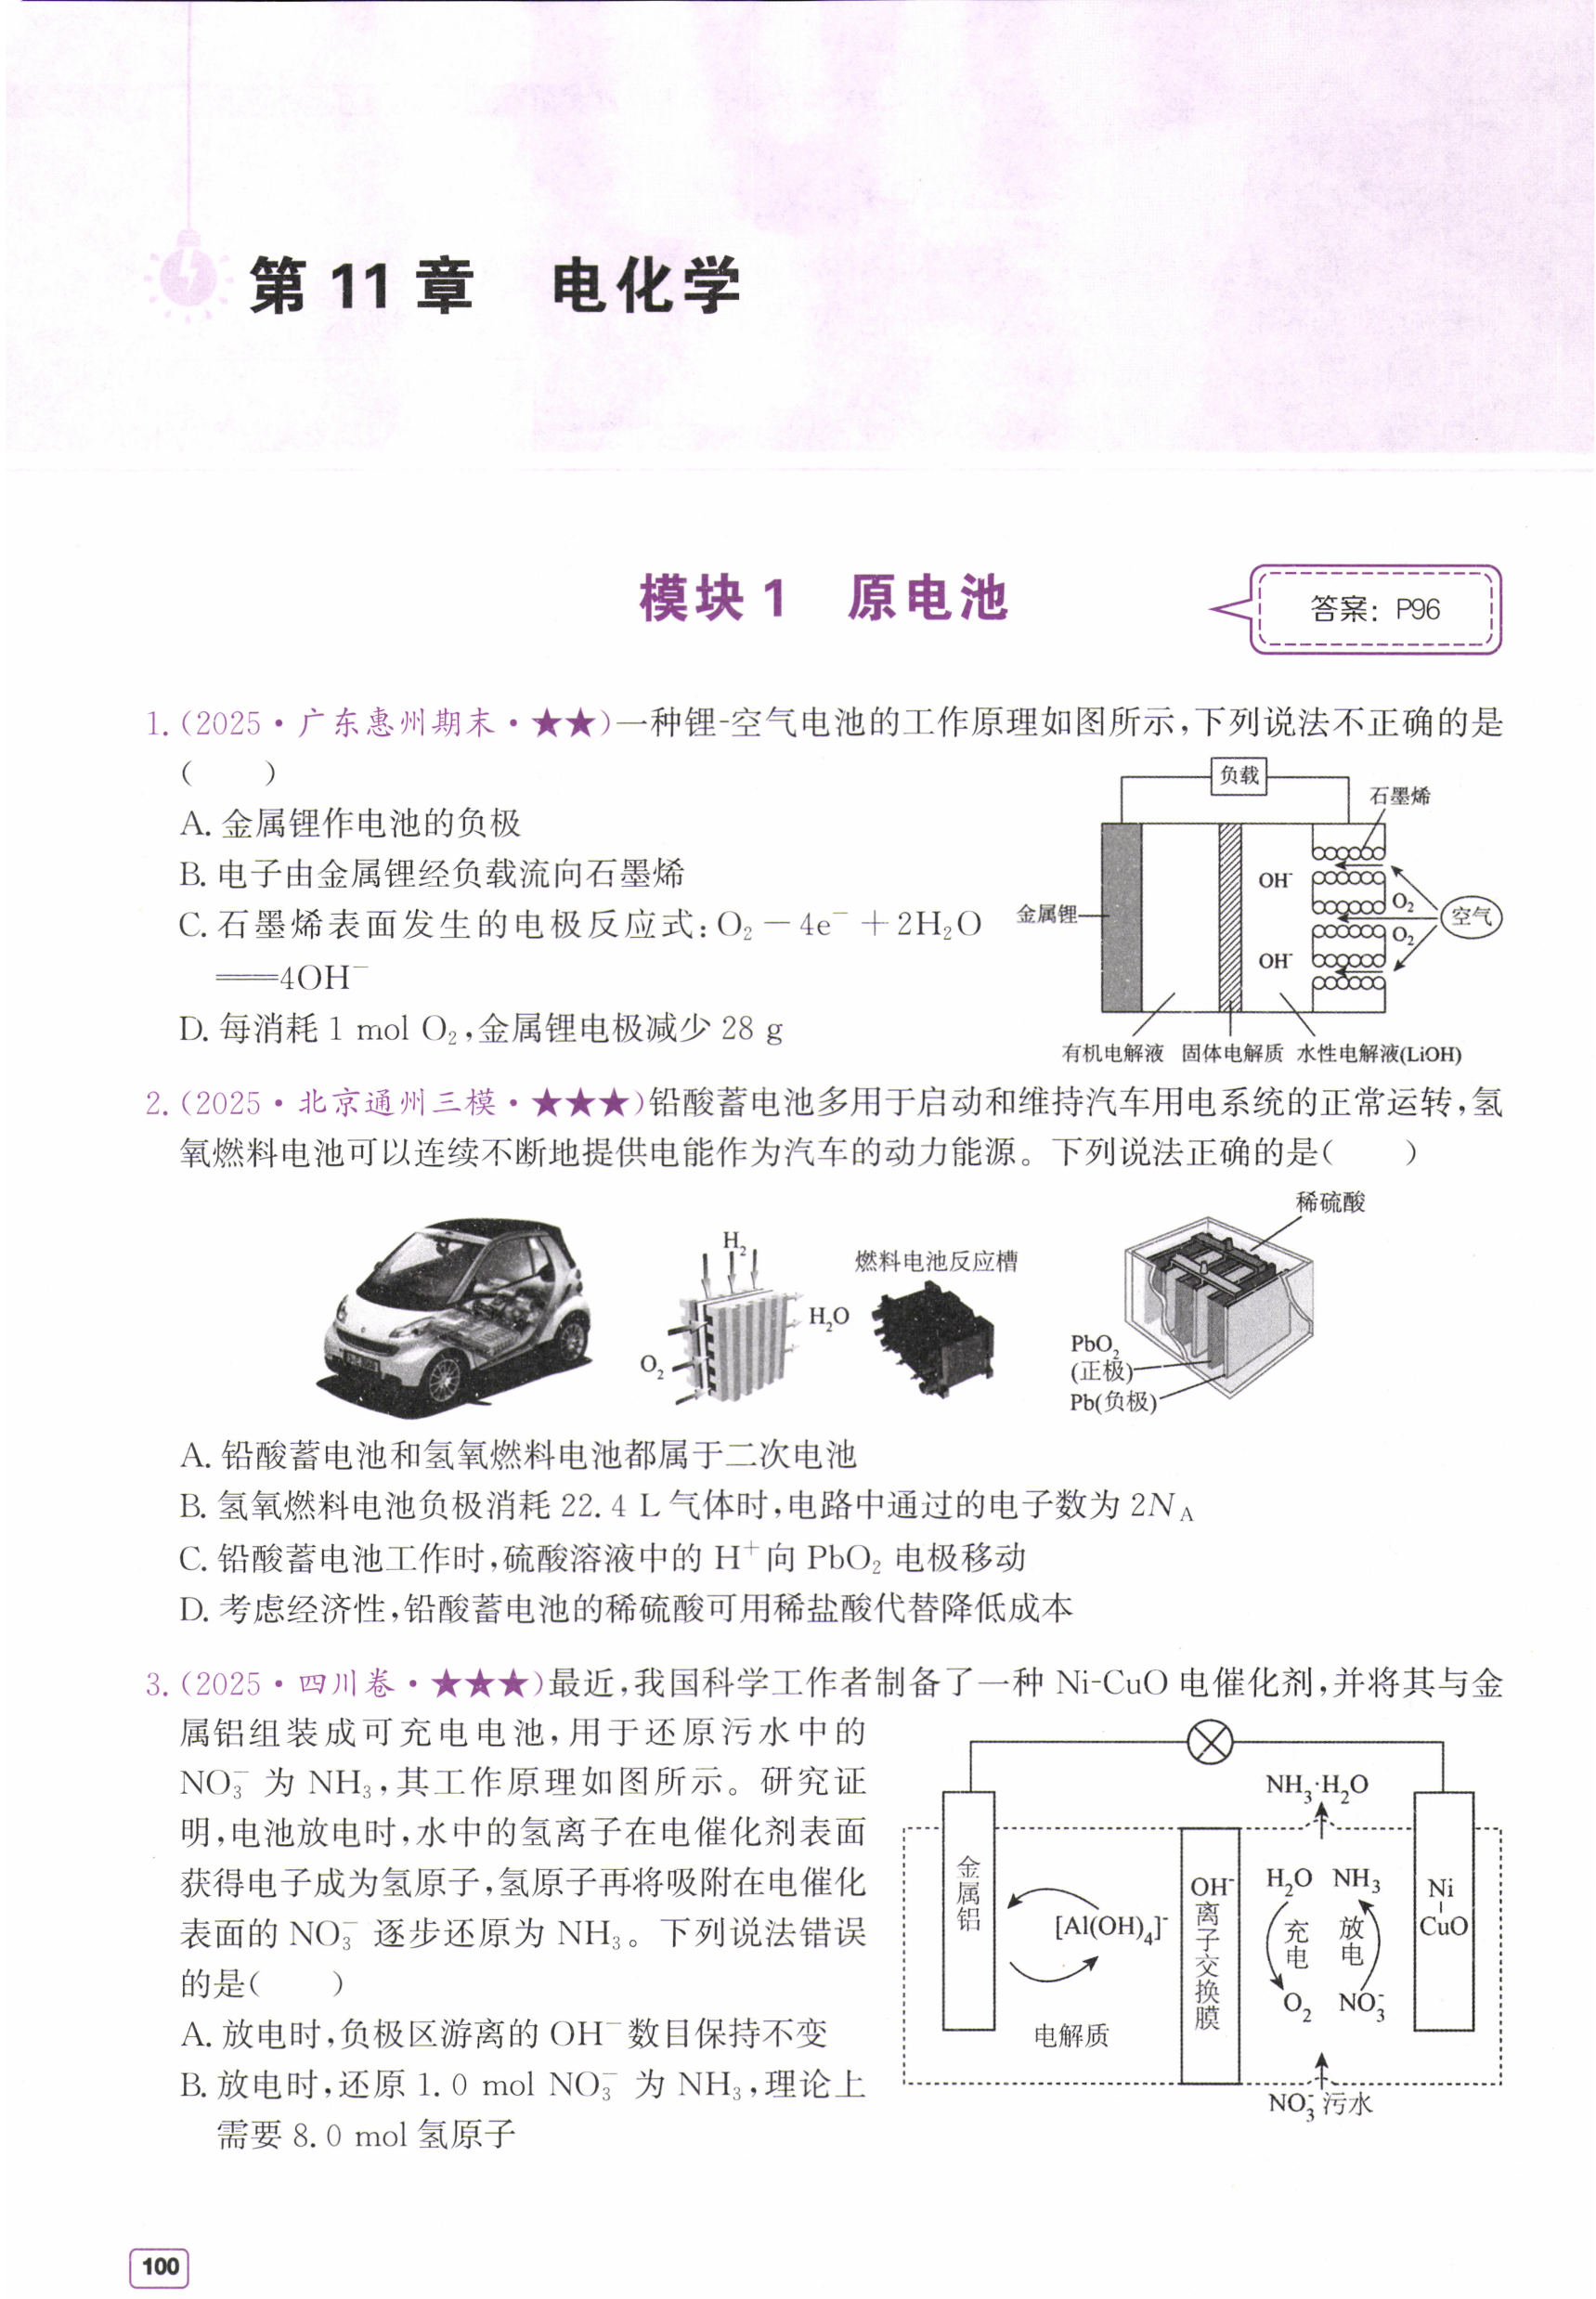 第 11 章　电化学
模块 1　原电池
答案：P96
1. (2025·广东惠州期末·★★)一种锂-空气电池的工作原理如图所示,下列说法不正确的是
(　　)
A. 金属锂作电池的负极
B. 电子由金属锂经负载流向石墨烯
C. 石墨烯表面发生的电极反应式:O₂－4e⁻＋2H₂O
══4OH⁻
D. 每消耗 1 mol O₂,金属锂电极减少 28 g
负载
石墨烯
金属锂
OH⁻
O₂
空气
O₂
OH⁻
有机电解液　固体电解质　水性电解液(LiOH)
2. (2025·北京通州三模·★★★)铅酸蓄电池多用于启动和维持汽车用电系统的正常运转,氢
氧燃料电池可以连续不断地提供电能作为汽车的动力能源。下列说法正确的是(　　)
H₂
O₂
H₂O
燃料电池反应槽
稀硫酸
PbO₂
(正极)
Pb(负极)
A. 铅酸蓄电池和氢氧燃料电池都属于二次电池
B. 氢氧燃料电池负极消耗 22. 4 L 气体时,电路中通过的电子数为 2N_A
C. 铅酸蓄电池工作时,硫酸溶液中的 H⁺ 向 PbO₂ 电极移动
D. 考虑经济性,铅酸蓄电池的稀硫酸可用稀盐酸代替降低成本
3. (2025·四川卷·★★★)最近,我国科学工作者制备了一种 Ni-CuO 电催化剂,并将其与金
属铝组装成可充电电池,用于还原污水中的
NO₃⁻ 为 NH₃,其工作原理如图所示。研究证
明,电池放电时,水中的氢离子在电催化剂表面
获得电子成为氢原子,氢原子再将吸附在电催化
表面的 NO₃⁻ 逐步还原为 NH₃。下列说法错误
的是(　　)
A. 放电时,负极区游离的 OH⁻ 数目保持不变
B. 放电时,还原 1. 0 mol NO₃⁻ 为 NH₃,理论上
需要 8. 0 mol 氢原子
NH₃·H₂O
金属铝
[Al(OH)₄]⁻
电解质
OH⁻离子交换膜
H₂O
充电
O₂
NH₃
放电
NO₃⁻
Ni-CuO
NO₃⁻污水
100